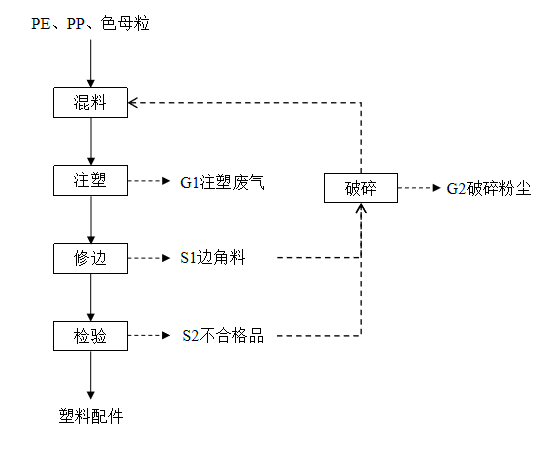 PE、PP、色母粒
混料
注塑
G1注塑废气
破碎
G2破碎粉尘
修边
S1边角料
检验
S2不合格品
塑料配件